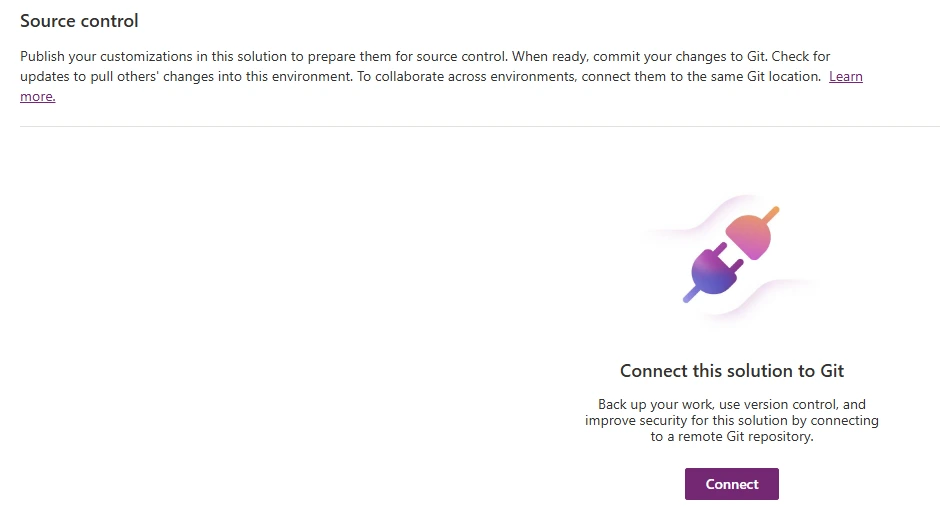 Source control
Publish your customizations in this solution to prepare them for source control. When ready, commit your changes to Git. Check for
updates to pull others' changes into this environment. To collaborate across environments, connect them to the same Git location. Learn
more.
Connect this solution to Git
Back up your work, use version control, and
improve security for this solution by connecting
to a remote Git repository.
Connect